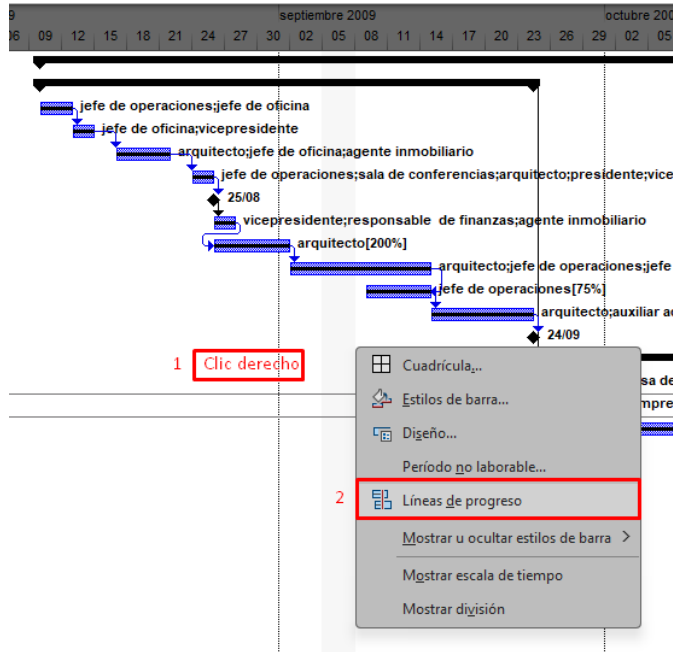 9 septiembre 2009 octubre 200
06 09 12 15 18 21 24 27 30 02 05 08 11 14 17 20 23 26 29 02 05
jefe de operaciones;jefe de oficina
jefe de oficina;vicepresidente
arquitecto;jefe de oficina;agente inmobiliario
jefe de operaciones;sala de conferencias;arquitecto;presidente;vice
25/08
vicepresidente;responsable de finanzas;agente inmobiliario
arquitecto[200%]
arquitecto;jefe de operaciones;jefe
jefe de operaciones[75%]
arquitecto;auxiliar a
24/09
1 Clic derecho
Cuadrícula...
sa de
Estilos de barra...
mpre
Diseño...
Período no laborable...
2 Líneas de progreso
Mostrar u ocultar estilos de barra >
Mostrar escala de tiempo
Mostrar división